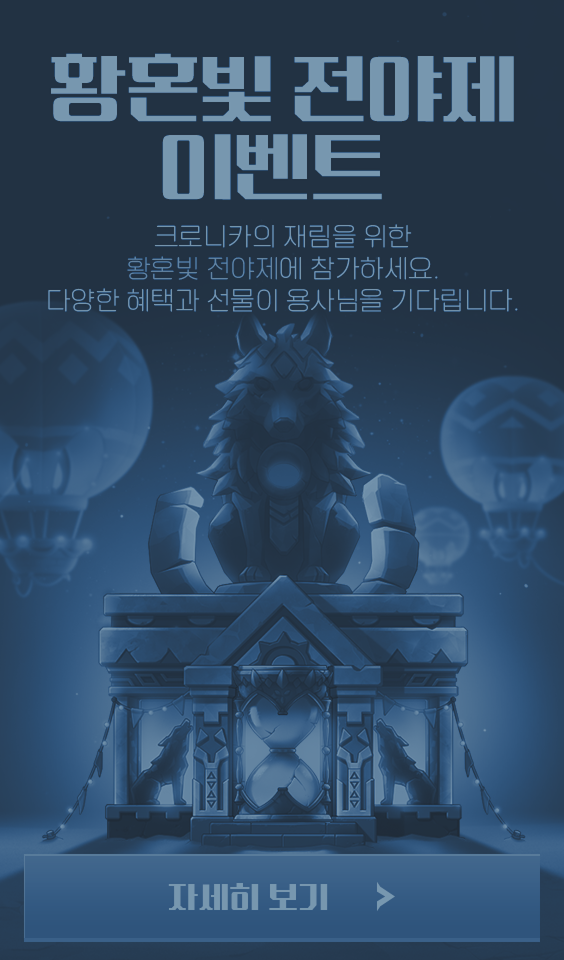 황혼빛 전야제
이벤트
크로니카의 재림을 위한
황혼빛 전야제에 참가하세요.
다양한 혜택과 선물이 용사님을 기다립니다.
자세히 보기